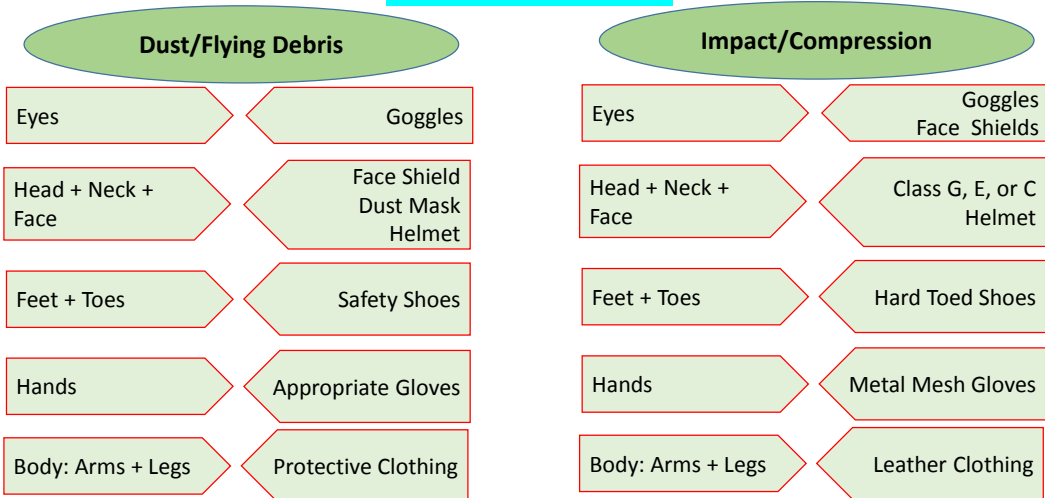 Dust/Flying Debris
Eyes
Goggles
Head + Neck +
Face
Face Shield
Dust Mask
Helmet
Feet + Toes
Safety Shoes
Hands
Appropriate Gloves
Body: Arms + Legs
Protective Clothing
Impact/Compression
Eyes
Goggles
Face  Shields
Head + Neck +
Face
Class G, E, or C
Helmet
Feet + Toes
Hard Toed Shoes
Hands
Metal Mesh Gloves
Body: Arms + Legs
Leather Clothing